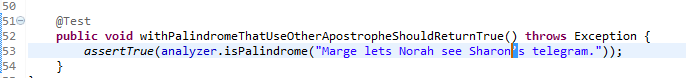 50
51 @Test
52 public void withPalindromeThatUseOtherApostropheShouldReturnTrue() throws Exception {
53 assertTrue(analyzer.isPalindrome("Marge lets Norah see Sharon's telegram."));
54 }